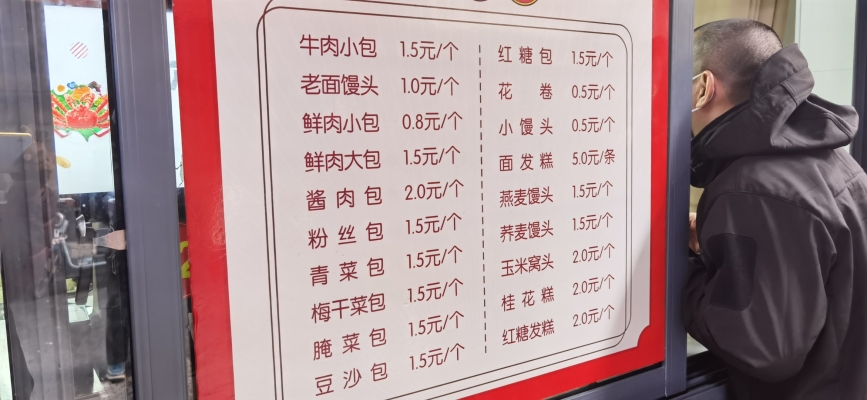 牛肉小包 1.5元/个
老面馒头 1.0元/个
鲜肉小包 0.8元/个
鲜肉大包 1.5元/个
酱肉包 2.0元/个
粉丝包 1.5元/个
青菜包 1.5元/个
梅干菜包 1.5元/个
腌菜包 1.5元/个
豆沙包 1.5元/个
红糖包 1.5元/个
花卷 0.5元/个
小馒头 0.5元/个
面发糕 5.0元/条
燕麦馒头 1.5元/个
荞麦馒头 1.5元/个
玉米窝头 2.0元/个
桂花糕 2.0元/个
红糖发糕 2.0元/个